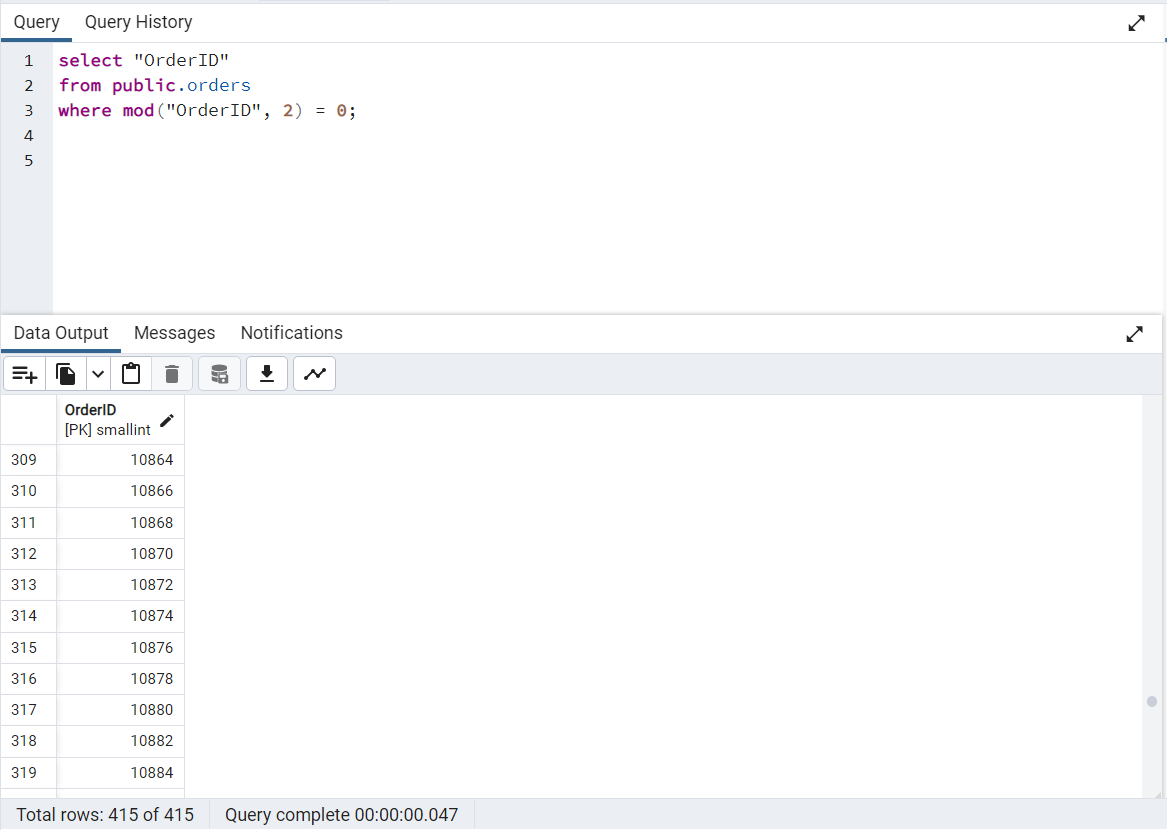 Query Query History
1 select "OrderID"
2 from public.orders
3 where mod("OrderID", 2) = 0;
4
5
Data Output Messages Notifications
OrderID
[PK] smallint
309 10864
310 10866
311 10868
312 10870
313 10872
314 10874
315 10876
316 10878
317 10880
318 10882
319 10884
Total rows: 415 of 415 Query complete 00:00:00.047